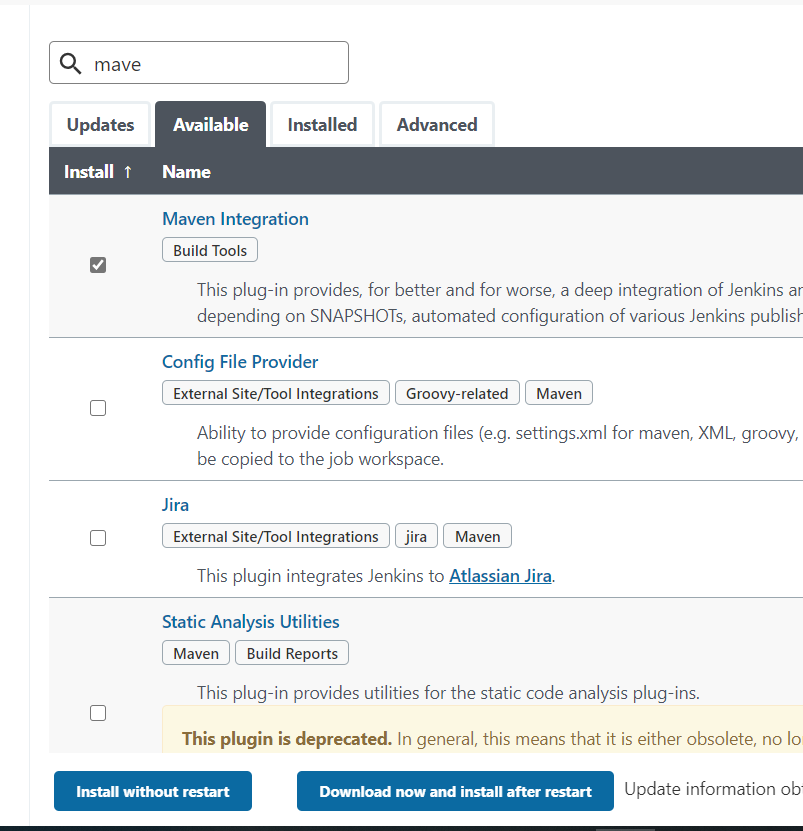 mave
Updates Available Installed Advanced
Install ↑ Name
Maven Integration
Build Tools
This plug-in provides, for better and for worse, a deep integration of Jenkins
depending on SNAPSHOTs, automated configuration of various Jenkins
Config File Provider
External Site/Tool Integrations Groovy-related Maven
Ability to provide configuration files (e.g. settings.xml for maven, XML, groovy,
be copied to the job workspace.
Jira
External Site/Tool Integrations jira Maven
This plugin integrates Jenkins to Atlassian Jira.
Static Analysis Utilities
Maven Build Reports
This plug-in provides utilities for the static code analysis plug-ins.
This plugin is deprecated. In general, this means that it is either obsolete, no
Install without restart Download now and install after restart Update information